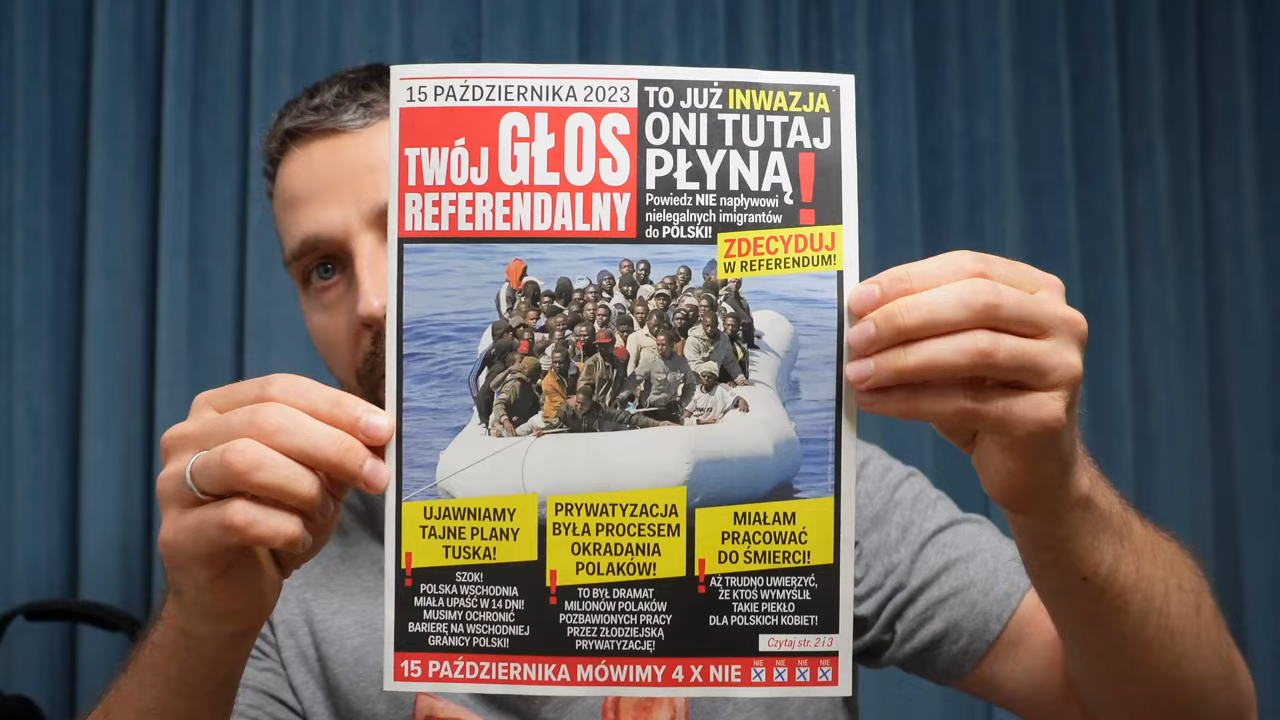 15 PAŹDZIERNIKA 2023
TWÓJ GŁOS
REFERENDALNY
TO JUŻ INWAZJA
ONI TUTAJ
PŁYNĄ!
Powiedz NIE napływowi
nielegalnych imigrantów
do POLSKI!
ZDECYDUJ
W REFERENDUM!
UJAWNIAMY
TAJNE PLANY
TUSKA!
! SZOK!
POLSKA WSCHODNIA
MIAŁA UPAŚĆ W 14 DNI!
MUSIMY OCHRONIĆ
BARIERĘ NA WSCHODNIEJ
GRANICY POLSKI!
PRYWATYZACJA
BYŁA PROCESEM
OKRADANIA
POLAKÓW!
! TO BYŁ DRAMAT
MILIONÓW POLAKÓW
POZBAWIONYCH PRACY
PRZEZ ZŁODZIEJSKĄ
PRYWATYZACJĘ!
MIAŁAM
PRACOWAĆ
DO ŚMIERCI!
! AŻ TRUDNO UWIERZYĆ,
ŻE KTOŚ WYMYŚLIŁ
TAKIE PIEKŁO
DLA POLSKICH KOBIET!
Czytaj str. 2 i 3
15 PAŹDZIERNIKA MÓWIMY 4 X NIE
NIE NIE NIE NIE